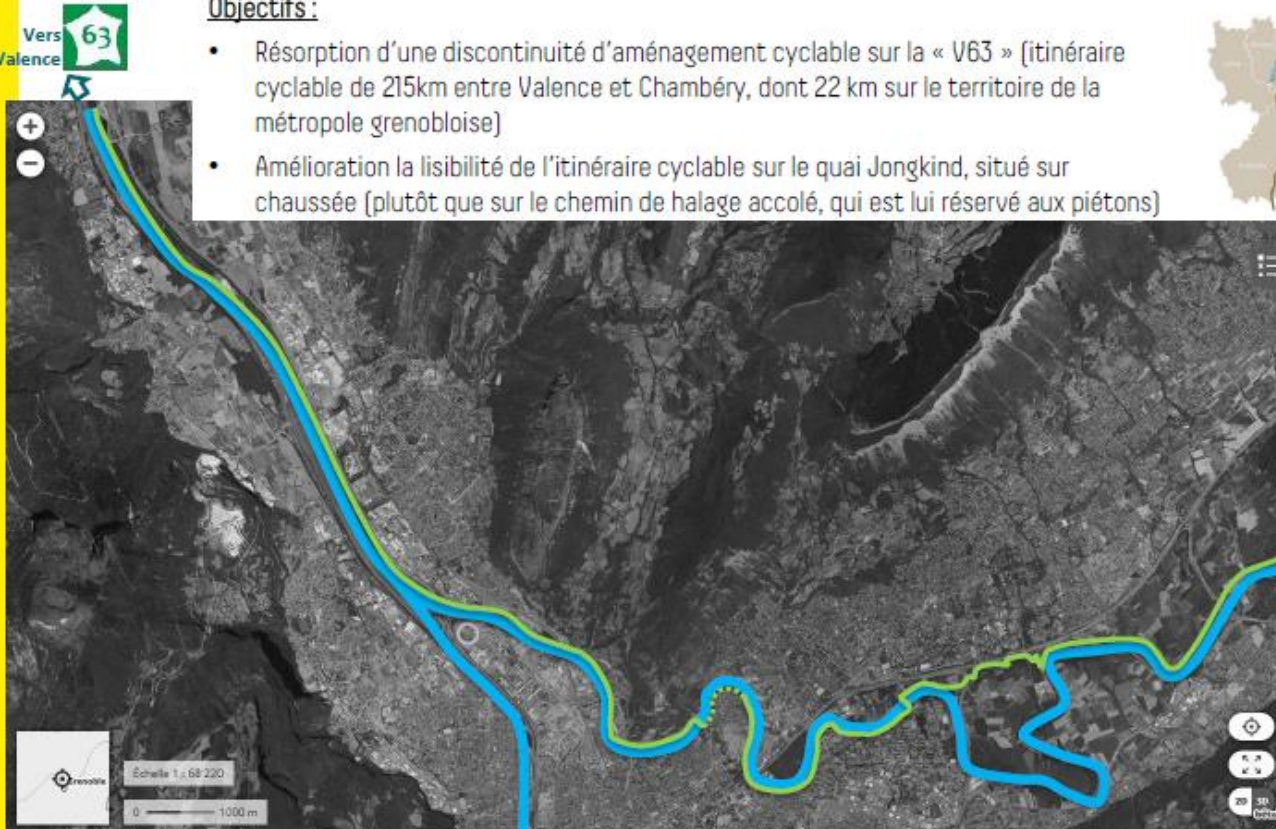 Objectifs :
Vers
Valence
63
• Résorption d'une discontinuité d'aménagement cyclable sur la « V63 » (itinéraire
cyclable de 215km entre Valence et Chambéry, dont 22 km sur le territoire de la
métropole grenobloise)
• Amélioration la lisibilité de l'itinéraire cyclable sur le quai Jongkind, situé sur
chaussée (plutôt que sur le chemin de halage accolé, qui est lui réservé aux piétons)
Grenoble
Échelle 1 : 68 220
0 1000 m
2D 3D